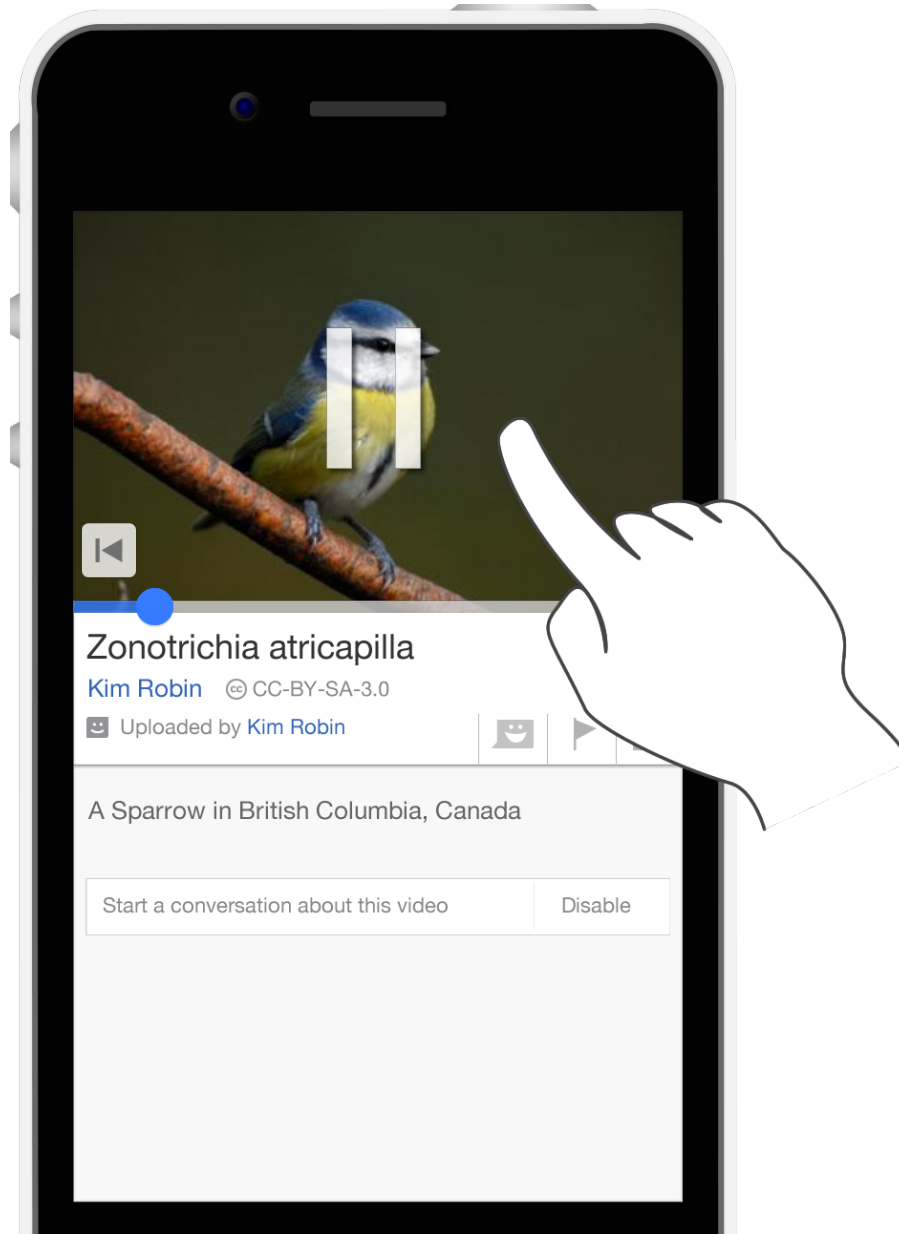 Zonotrichia atricapilla
Kim Robin cc CC-BY-SA-3.0
Uploaded by Kim Robin
A Sparrow in British Columbia, Canada
Start a conversation about this video Disable